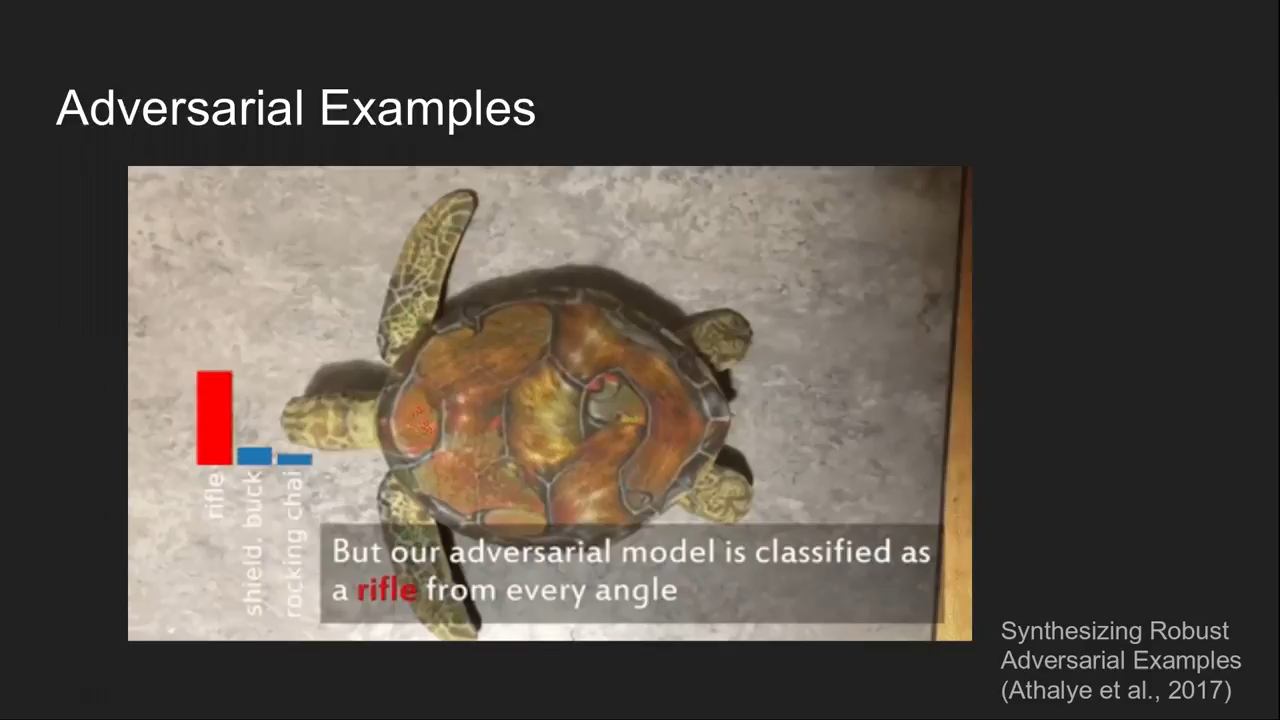 Adversarial Examples
rifle
shield, buck
rocking chai
But our adversarial model is classified as
a rifle from every angle
Synthesizing Robust
Adversarial Examples
(Athalye et al., 2017)